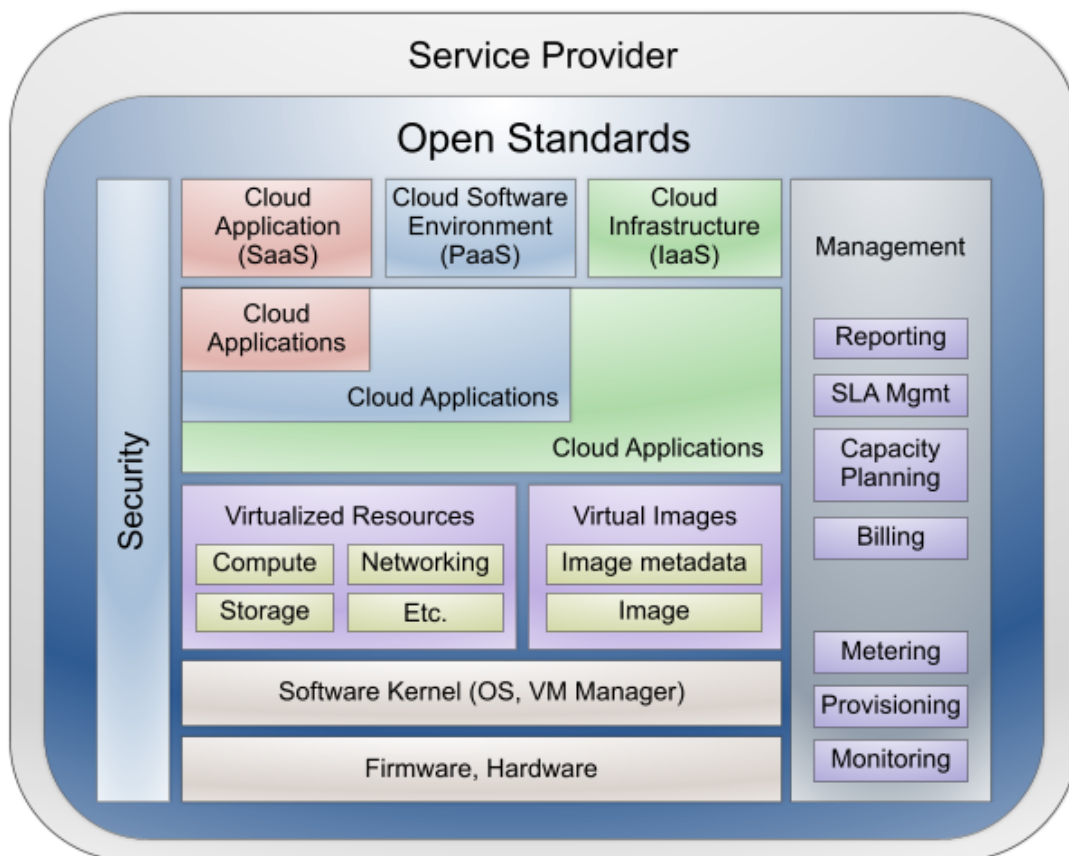 Service Provider
Open Standards
Security
Cloud
Application
(SaaS)
Cloud Software
Environment
(PaaS)
Cloud
Infrastructure
(IaaS)
Cloud
Applications
Cloud Applications
Cloud Applications
Virtualized Resources
Compute
Networking
Storage
Etc.
Virtual Images
Image metadata
Image
Software Kernel (OS, VM Manager)
Firmware, Hardware
Management
Reporting
SLA Mgmt
Capacity
Planning
Billing
Metering
Provisioning
Monitoring